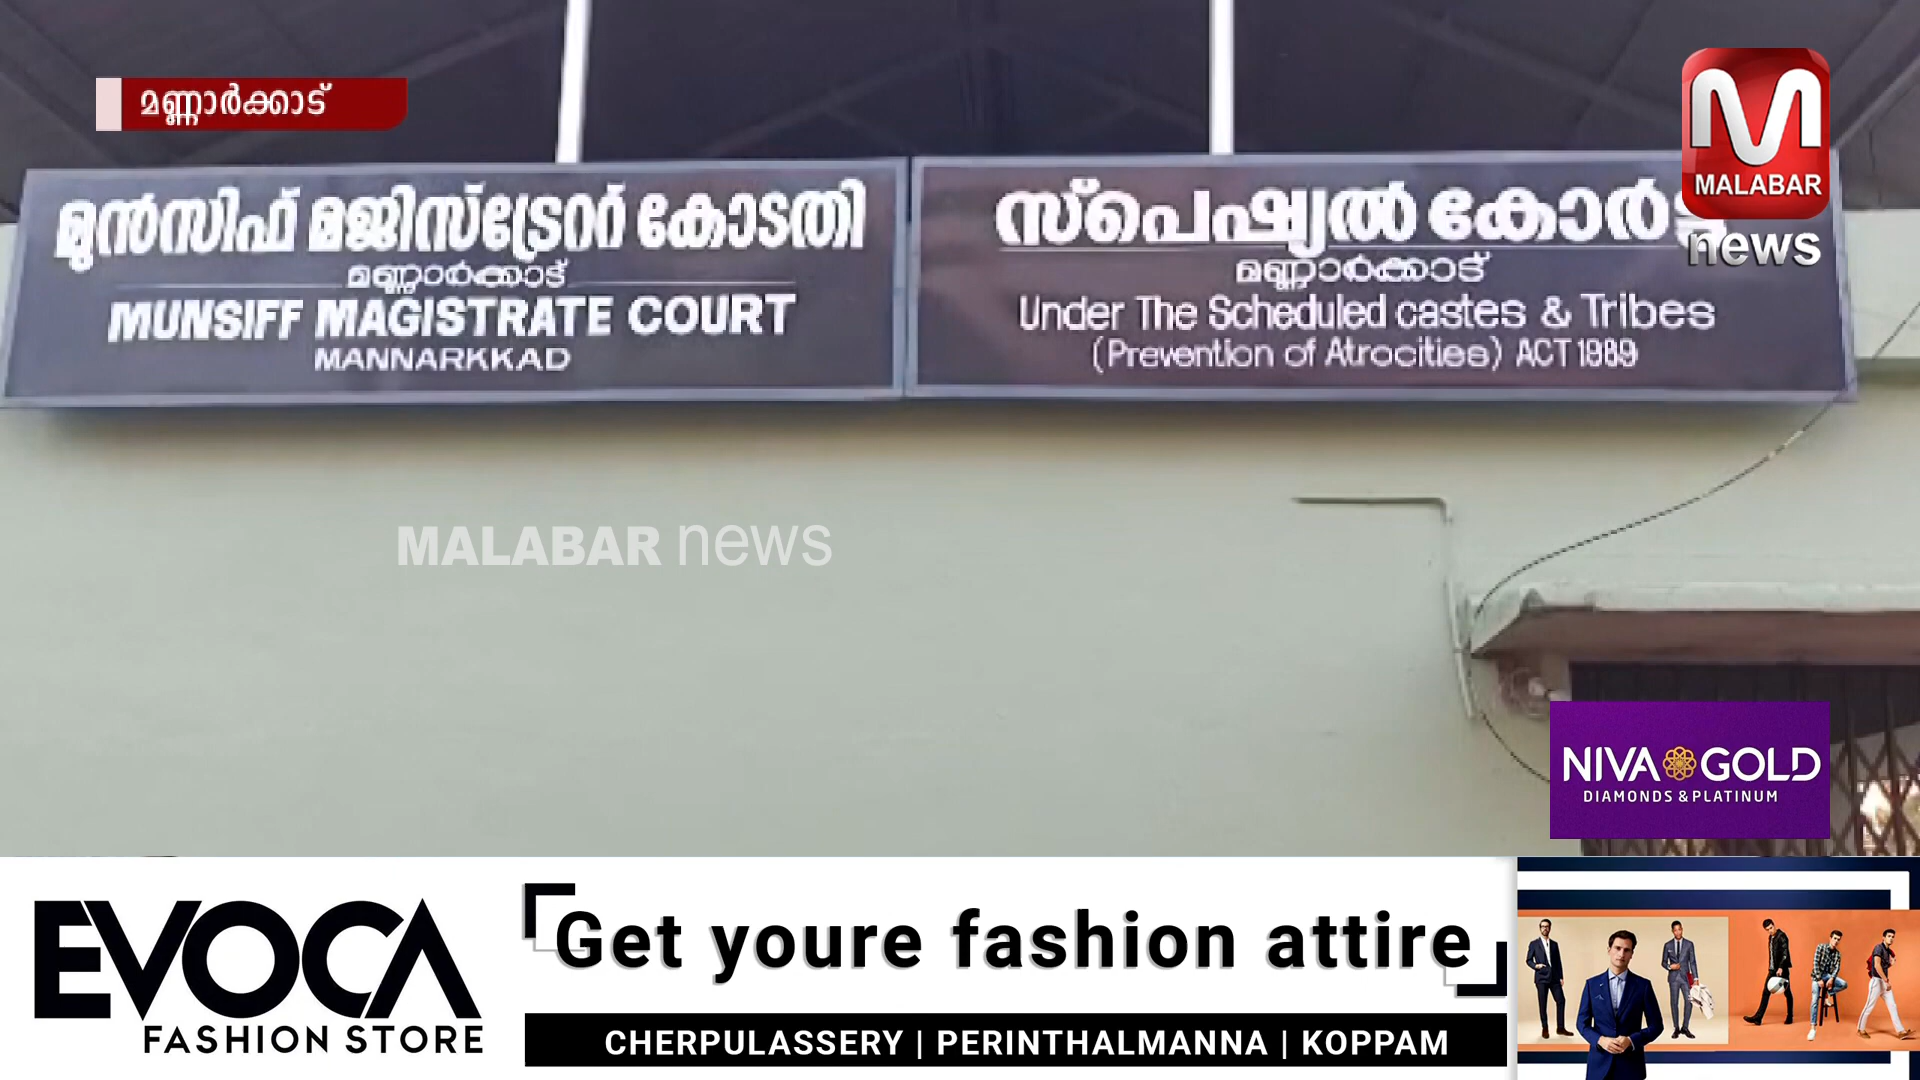 മണ്ണാർക്കാട്
മുൻസിഫ് മജിസ്ട്രേറ്റ് കോടതി
മണ്ണാർക്കാട്
MUNSIFF MAGISTRATE COURT
MANNARKKAD
സ്പെഷ്യൽ കോർട്ട്
മണ്ണാർക്കാട്
Under The Scheduled castes & Tribes
(Prevention of Atrocities) ACT 1989
M
MALABAR
news
MALABAR news
NIVA GOLD
DIAMONDS & PLATINUM
EVOCA
FASHION STORE
Get youre fashion attire
CHERPULASSERY | PERINTHALMANNA | KOPPAM